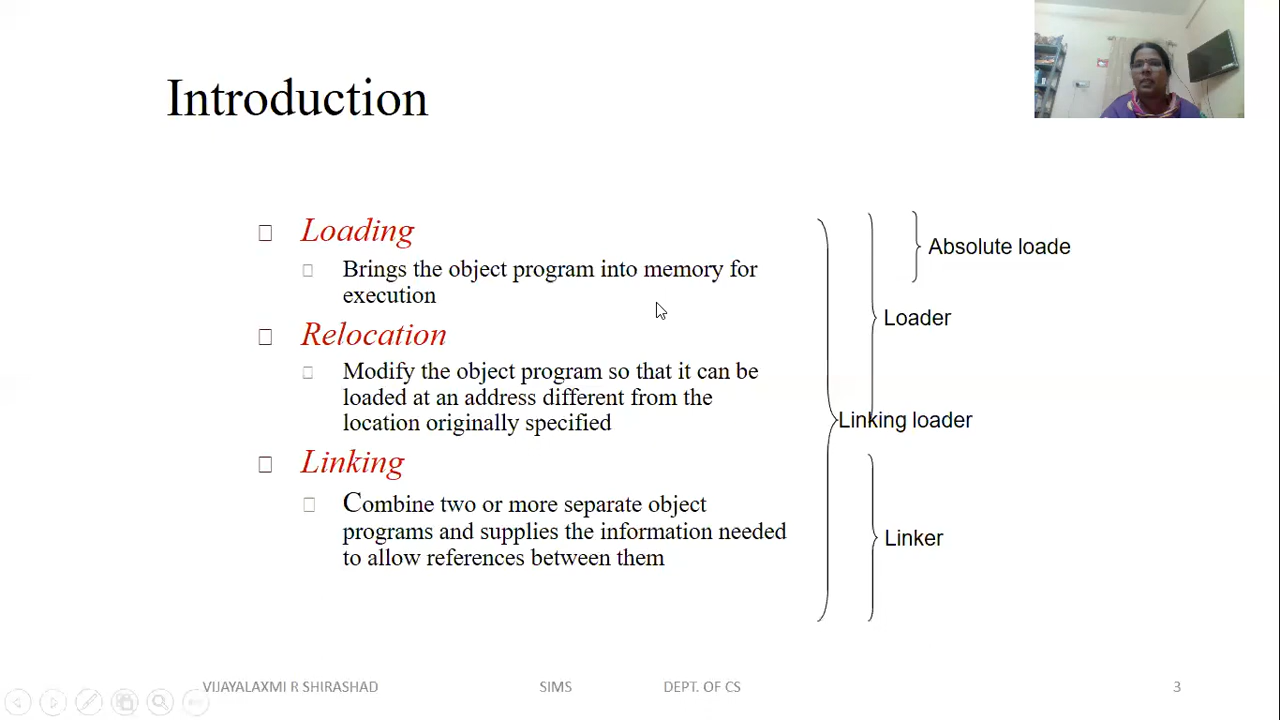 Introduction
Loading
Brings the object program into memory for
execution
Relocation
Modify the object program so that it can be
loaded at an address different from the
location originally specified
Linking
Combine two or more separate object
programs and supplies the information needed
to allow references between them
Absolute loade
Loader
Linking loader
Linker
VIJAYALAXMI R SHIRASHAD SIMS DEPT. OF CS 3